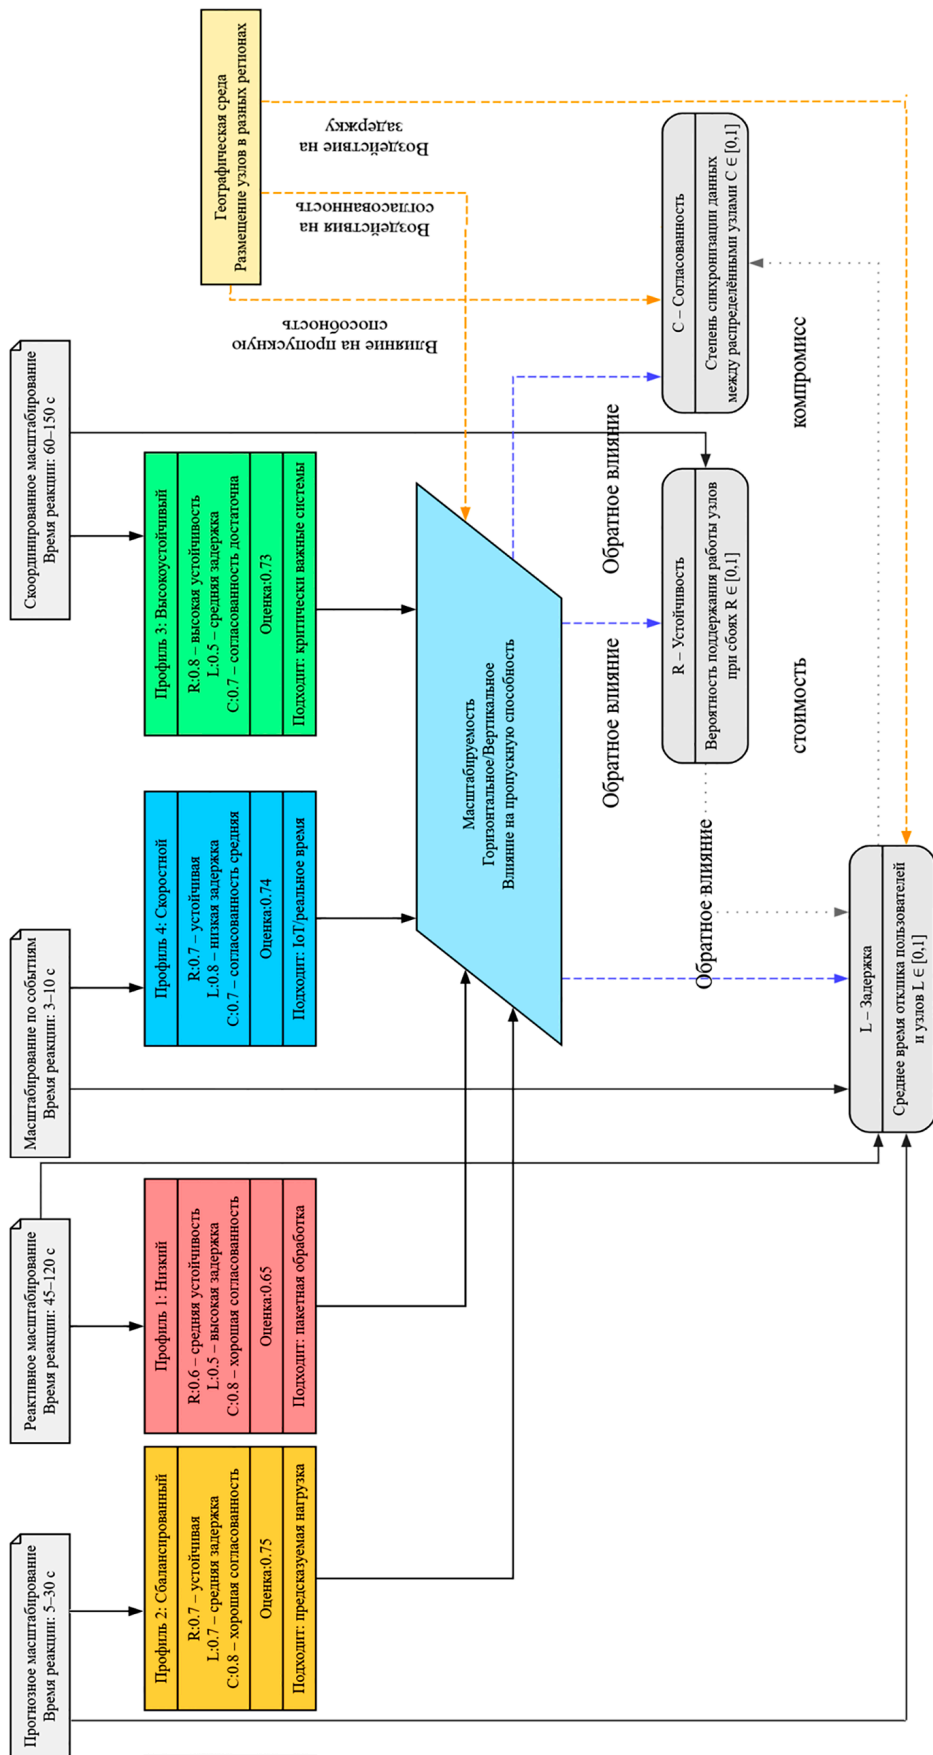 Прогнозное масштабирование
Время реакции: 5–30 с
Реактивное масштабирование
Время реакции: 45–120 с
Масштабирование по событиям
Время реакции: 3–10 с
Скоординированное масштабирование
Время реакции: 60–150 с
Географическая среда
Размещение узлов в разных регионах
Профиль 2: Сбалансированный
R:0.7 – устойчивая
L:0.7 – средняя задержка
C:0.8 – хорошая согласованность
Оценка:0.75
Подходит: предсказуемая нагрузка
Профиль 1: Низкий
R:0.6 – средняя устойчивость
L:0.5 – высокая задержка
C:0.8 – хорошая согласованность
Оценка:0.65
Подходит: пакетная обработка
Профиль 4: Скоростной
R:0.7 – устойчивая
L:0.8 – низкая задержка
C:0.7 – согласованность средняя
Оценка:0.74
Подходит: IoT/реальное время
Профиль 3: Высокоустойчивый
R:0.8 – высокая устойчивость
L:0.5 – средняя задержка
C:0.7 – согласованность достаточна
Оценка:0.73
Подходит: критически важные системы
Влияние на пропускную
способность
Воздействия на
согласованность
Воздействие на
задержку
Масштабируемость
Горизонтальное/Вертикальное
Влияние на пропускную способность
Обратное влияние
Обратное влияние
Обратное влияние
R – Устойчивость
Вероятность поддержания работы узлов
при сбоях R ∈ [0,1]
C – Согласованность
Степень синхронизации данных
между распределёнными узлами C ∈ [0,1]
стоимость
компромисс
L – Задержка
Среднее время отклика пользователей
и узлов L ∈ [0,1]